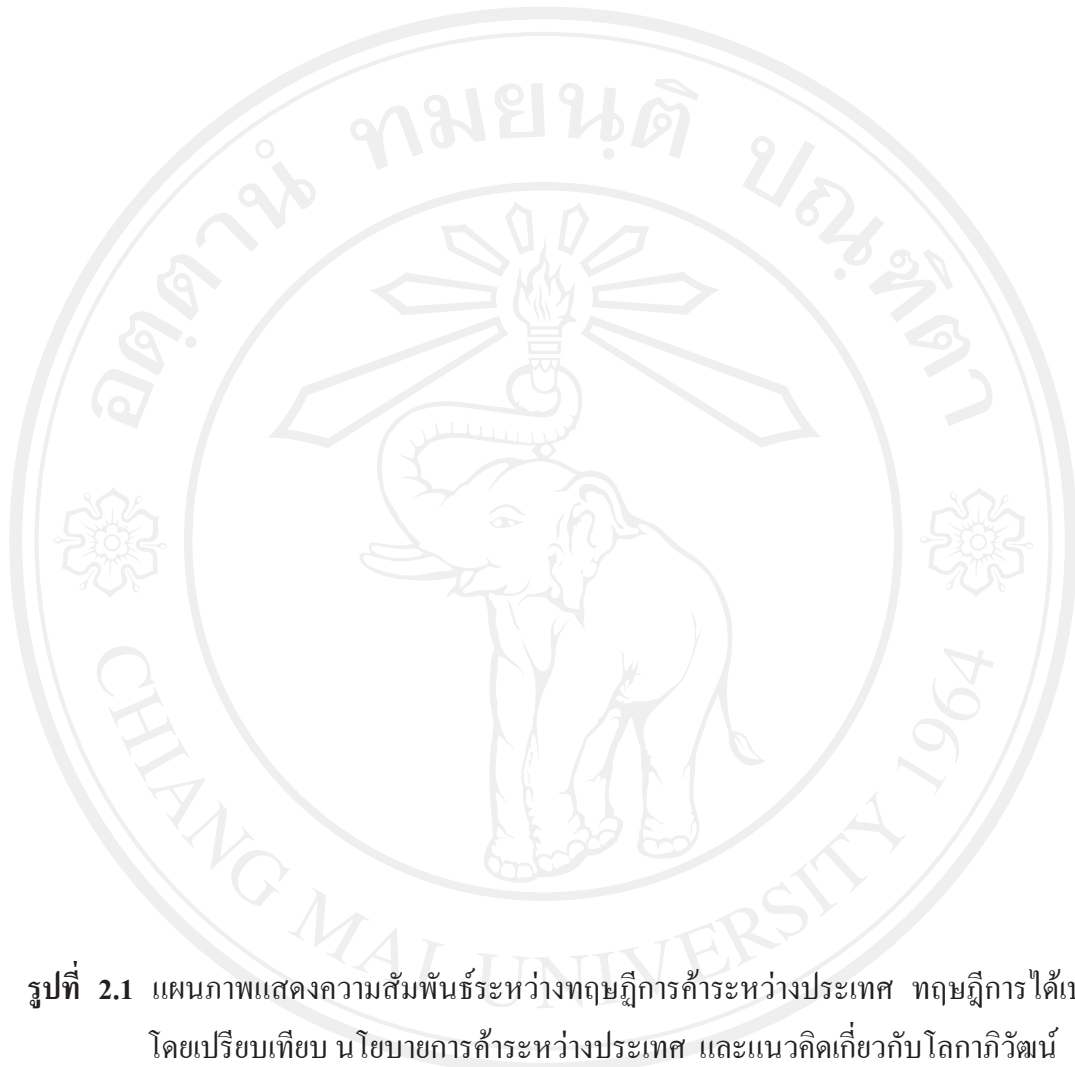 อตฺตานํ ทมยนฺติ ปณฺฑิตา
CHIANG MAI UNIVERSITY 1964
รูปที่ 2.1 แผนภาพแสดงความสัมพันธ์ระหว่างทฤษฎีการค้าระหว่างประเทศ ทฤษฎีการได้เ
โดยเปรียบเทียบ นโยบายการค้าระหว่างประเทศ และแนวคิดเกี่ยวกับโลกาภิวัฒน์